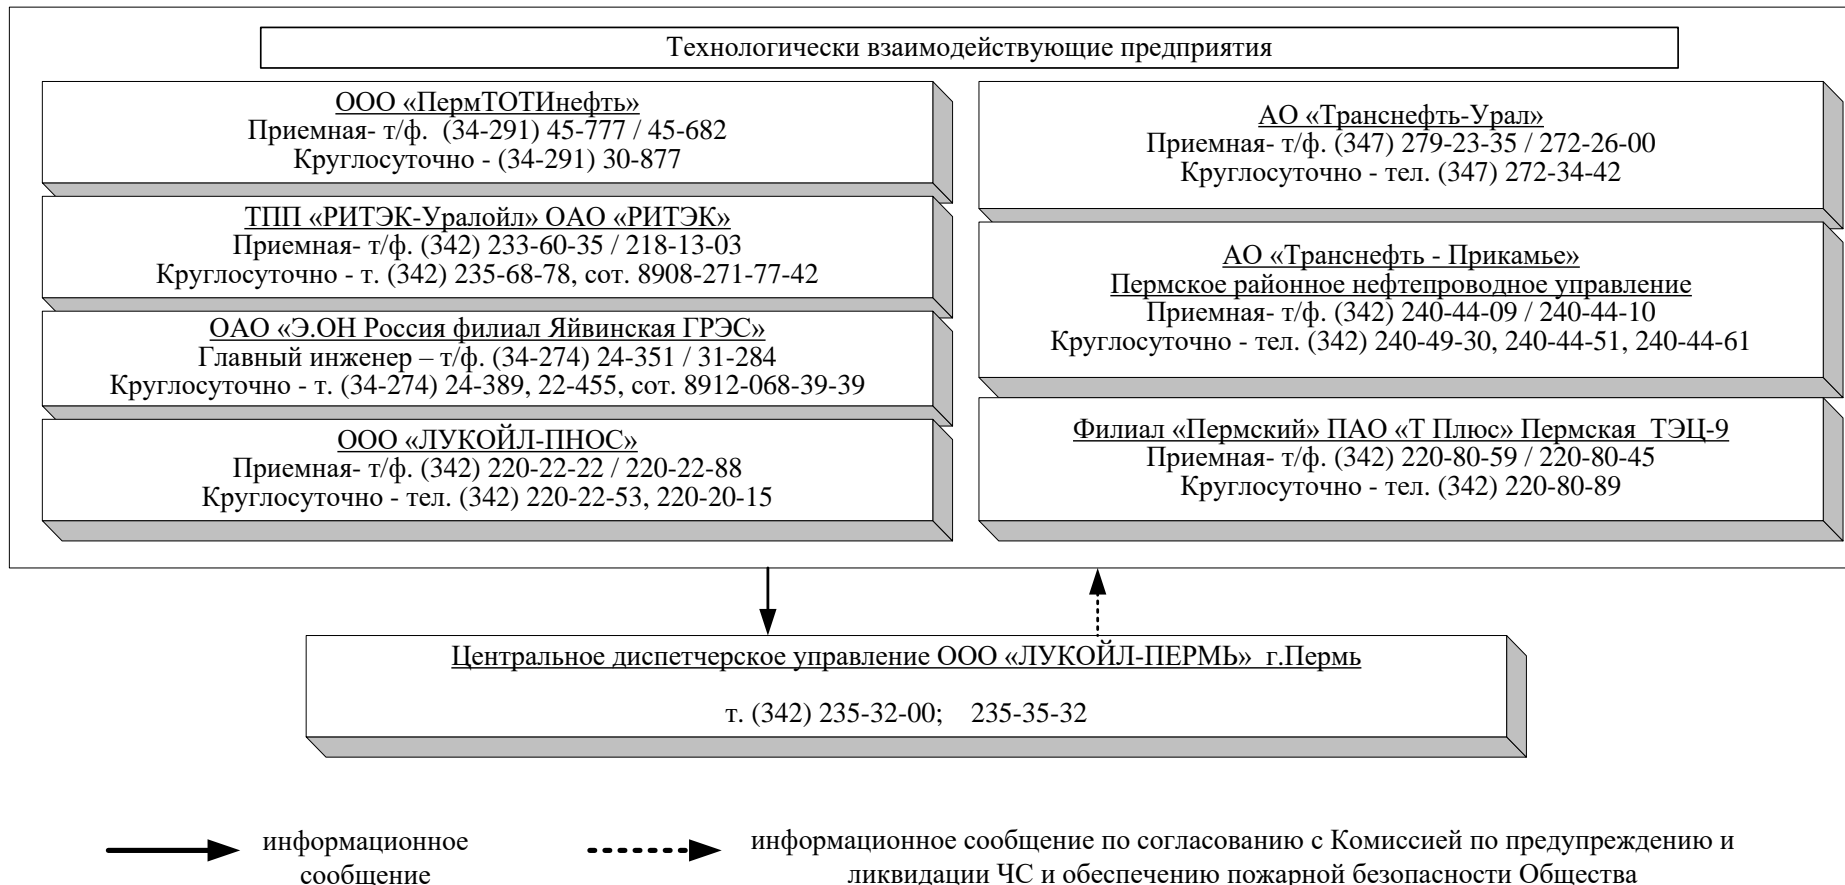 Технологически взаимодействующие предприятия
ООО «ПермТОТИнефть»
Приемная- т/ф. (34-291) 45-777 / 45-682
Круглосуточно - (34-291) 30-877
ТПП «РИТЭК-Уралойл» ОАО «РИТЭК»
Приемная- т/ф. (342) 233-60-35 / 218-13-03
Круглосуточно - т. (342) 235-68-78, сот. 8908-271-77-42
ОАО «Э.ОН Россия филиал Яйвинская ГРЭС»
Главный инженер – т/ф. (34-274) 24-351 / 31-284
Круглосуточно - т. (34-274) 24-389, 22-455, сот. 8912-068-39-39
ООО «ЛУКОЙЛ-ПНОС»
Приемная- т/ф. (342) 220-22-22 / 220-22-88
Круглосуточно - тел. (342) 220-22-53, 220-20-15
АО «Транснефть-Урал»
Приемная- т/ф. (347) 279-23-35 / 272-26-00
Круглосуточно - тел. (347) 272-34-42
АО «Транснефть - Прикамье»
Пермское районное нефтепроводное управление
Приемная- т/ф. (342) 240-44-09 / 240-44-10
Круглосуточно - тел. (342) 240-49-30, 240-44-51, 240-44-61
Филиал «Пермский» ПАО «Т Плюс» Пермская ТЭЦ-9
Приемная- т/ф. (342) 220-80-59 / 220-80-45
Круглосуточно - тел. (342) 220-80-89
Центральное диспетчерское управление ООО «ЛУКОЙЛ-ПЕРМЬ» г.Пермь
т. (342) 235-32-00; 235-35-32
информационное
сообщение
информационное сообщение по согласованию с Комиссией по предупреждению и
ликвидации ЧС и обеспечению пожарной безопасности Общества